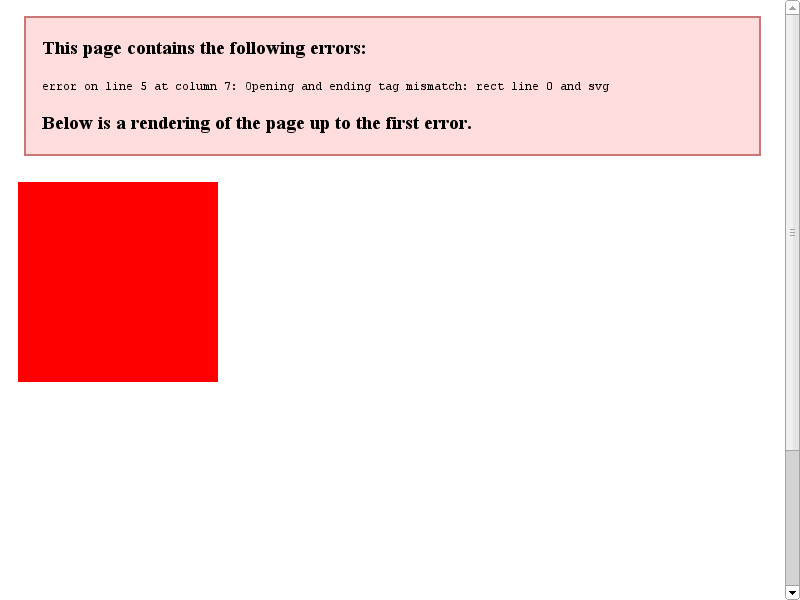 This page contains the following errors:
error on line 5 at column 7: Opening and ending tag mismatch: rect line 0 and svg
Below is a rendering of the page up to the first error.